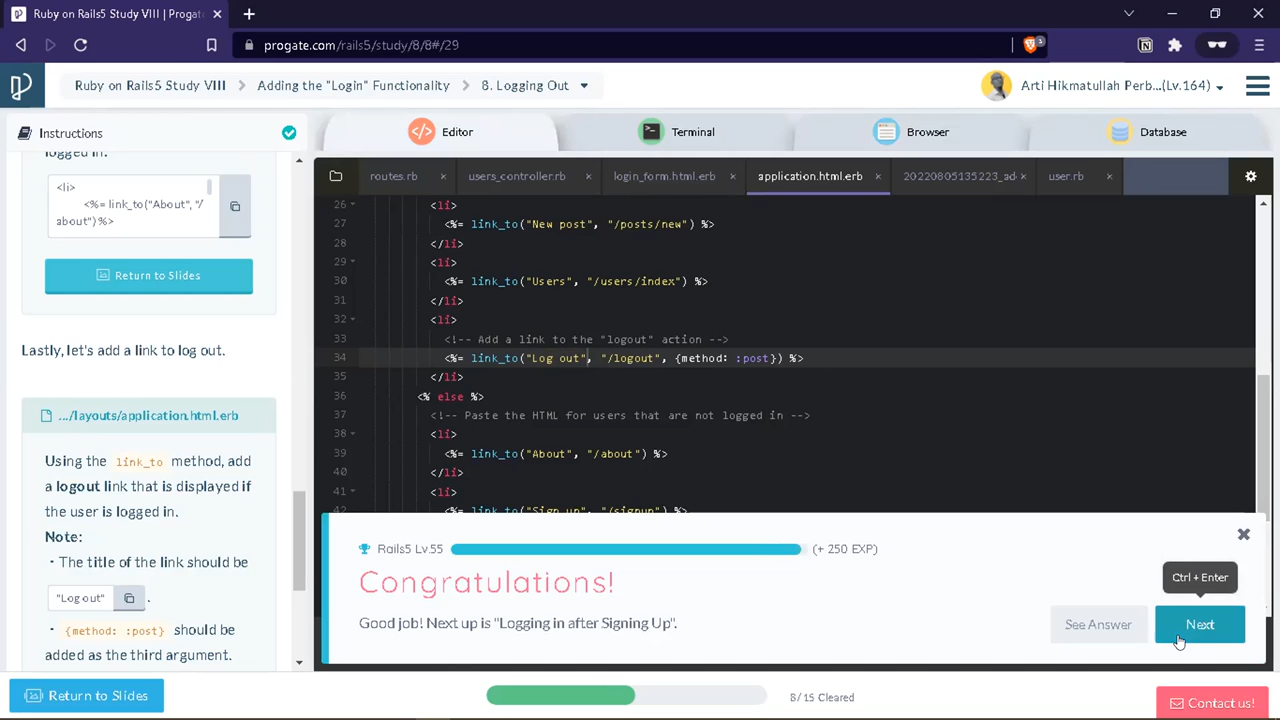 Ruby on Rails5 Study VIII | Progate
progate.com/rails5/study/8/8#/29
3
Ruby on Rails5 Study VIII > Adding the "Login" Functionality > 8. Logging Out
Arti Hikmatullah Perb...(Lv.164)
Instructions
logged in.
<li>
<%= link_to("About", "/
about")%>
Return to Slides
Lastly, let's add a link to log out.
.../layouts/application.html.erb
Using the link_to method, add
a logout link that is displayed if
the user is logged in.
Note:
・The title of the link should be
"Log out" .
・{method: :post} should be
added as the third argument.
Editor
Terminal
Browser
Database
routes.rb ×
users_controller.rb ×
login_form.html.erb ×
application.html.erb ×
20220805135223_ad‹ ×
user.rb ×
26 <li>
27 <%= link_to("New post", "/posts/new") %>
28 </li>
29 <li>
30 <%= link_to("Users", "/users/index") %>
31 </li>
32 <li>
33 <!-- Add a link to the "logout" action -->
34 <%= link_to("Log out", "/logout", {method: :post}) %>
35 </li>
36 <% else %>
37 <!-- Paste the HTML for users that are not logged in -->
38 <li>
39 <%= link_to("About", "/about") %>
40 </li>
41 <li>
42 <%= link_to("Sign up", "/signup") %>
Rails5 Lv.55 (+ 250 EXP)
Congratulations!
Good job! Next up is "Logging in after Signing Up".
Ctrl + Enter
See Answer
Next
Return to Slides
8/15 Cleared
Contact us!